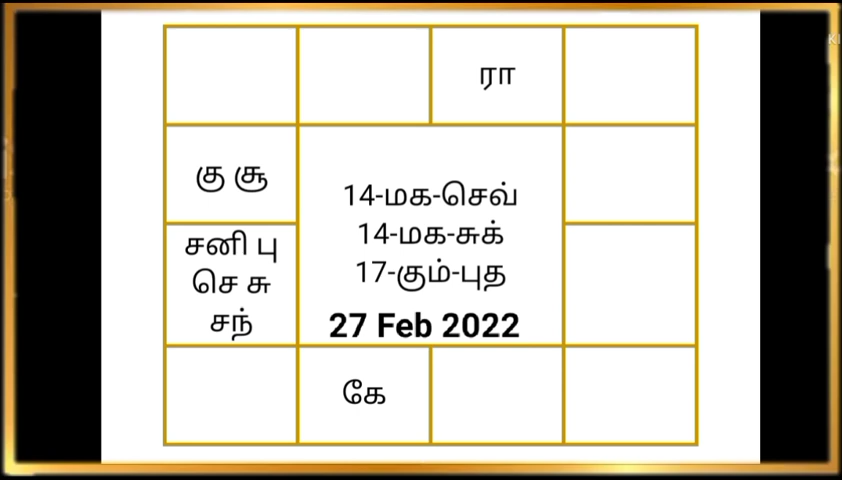 ரா
கு சூ
சனி பு
செ சு
சந்
14-மக-செவ்
14-மக-சுக்
17-கும்-புத
27 Feb 2022
கே